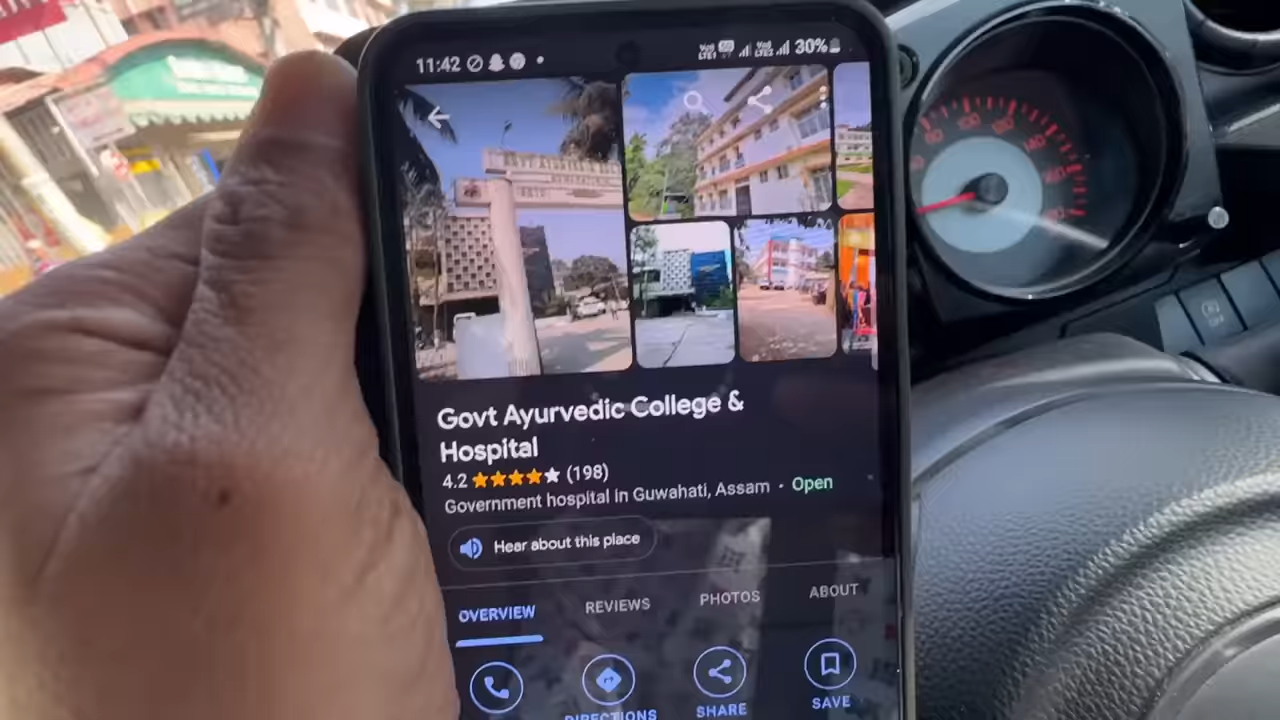 11:42
30%
Govt Ayurvedic College &
Hospital
4.2 (198)
Government hospital in Guwahati, Assam · Open
Hear about this place
OVERVIEW REVIEWS PHOTOS ABOUT
DIRECTIONS SHARE SAVE